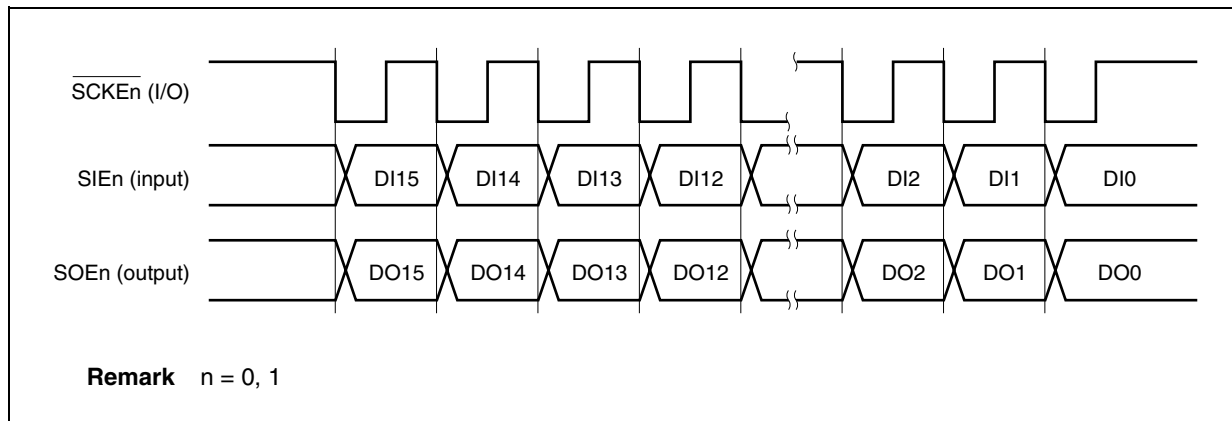 SCKEn (I/O)
SIEn (input) DI15 DI14 DI13 DI12 DI2 DI1 DI0
SOEn (output) DO15 DO14 DO13 DO12 DO2 DO1 DO0
Remark n = 0, 1